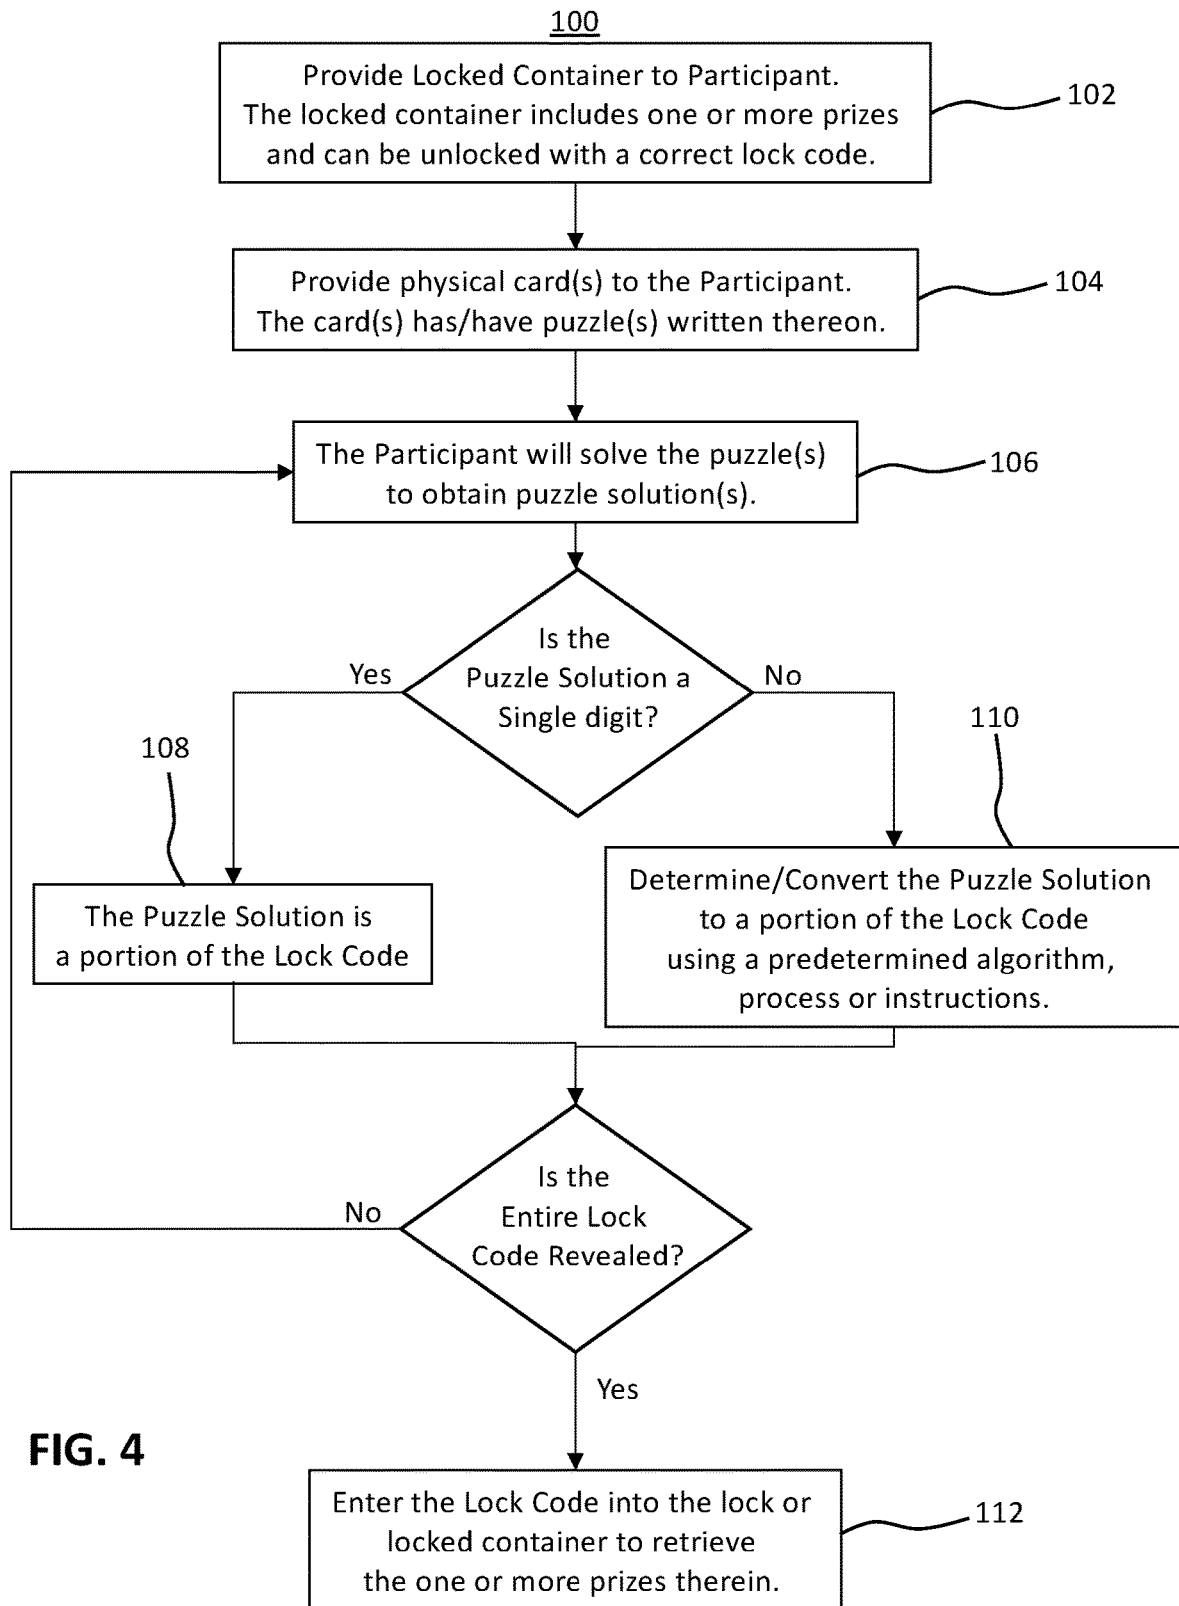 100
Provide Locked Container to Participant.
The locked container includes one or more prizes
and can be unlocked with a correct lock code.
102
Provide physical card(s) to the Participant.
The card(s) has/have puzzle(s) written thereon.
104
The Participant will solve the puzzle(s)
to obtain puzzle solution(s).
106
Is the
Puzzle Solution a
Single digit?
Yes
No
108
The Puzzle Solution is
a portion of the Lock Code
110
Determine/Convert the Puzzle Solution
to a portion of the Lock Code
using a predetermined algorithm,
process or instructions.
Is the
Entire Lock
Code Revealed?
No
Yes
FIG. 4
Enter the Lock Code into the lock or
locked container to retrieve
the one or more prizes therein.
112